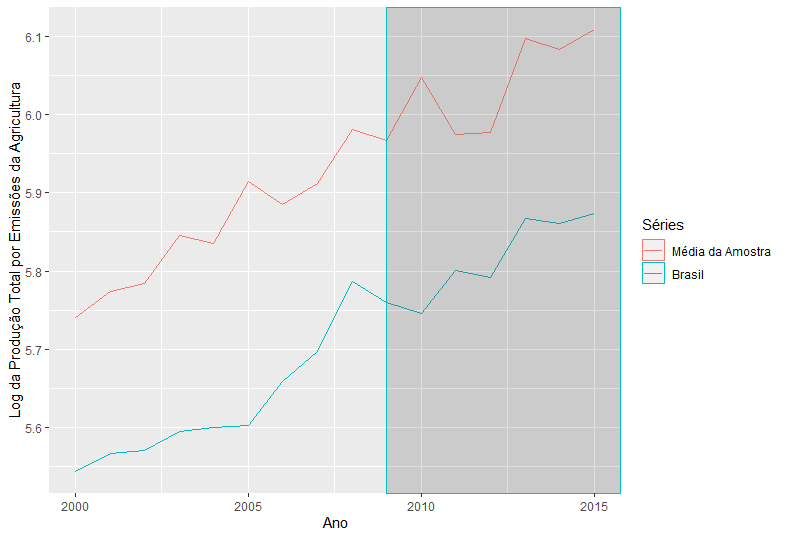 Log da Produção Total por Emissões da Agricultura
6.1
6.0
5.9
5.8
5.7
5.6
2000
2005
2010
2015
Ano
Séries
Média da Amostra
Brasil